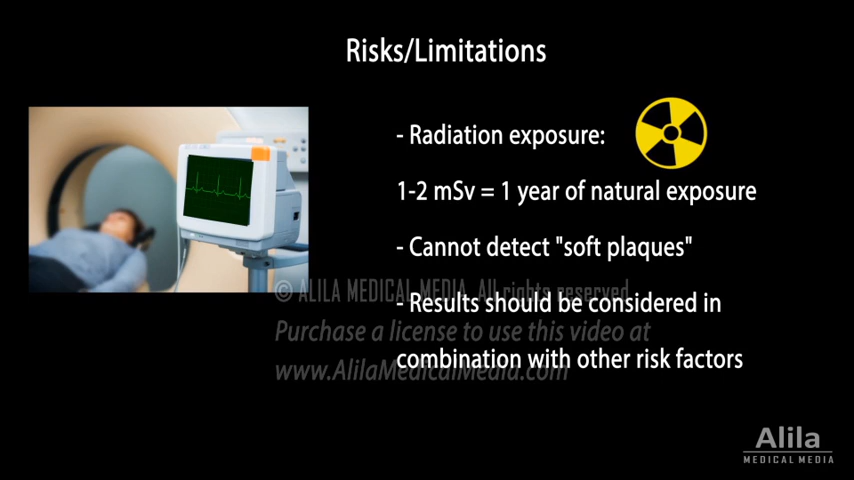 Risks/Limitations
- Radiation exposure:
1-2 mSv = 1 year of natural exposure
- Cannot detect "soft plaques"
© ALILA MEDICAL MEDIA. All rights reserved.
- Results should be considered in
Purchase a license to use this video at
combination with other risk factors
www.AlilaMedicalMedia.com
Alila
MEDICAL MEDIA